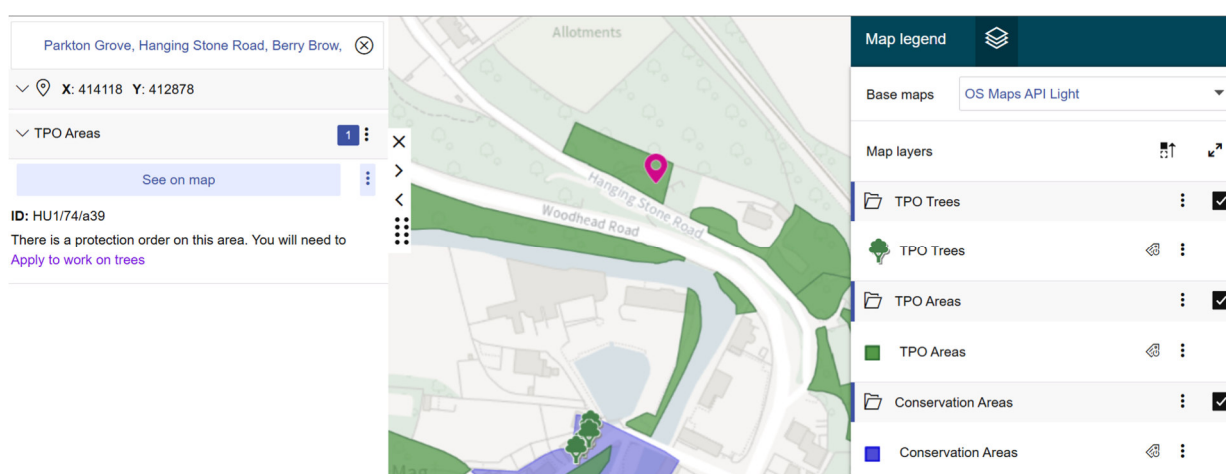 Parkton Grove, Hanging Stone Road, Berry Brow,
X: 414118 Y: 412878
TPO Areas
1
See on map
ID: HU1/74/a39
There is a protection order on this area. You will need to
Apply to work on trees
Allotments
Hanging Stone Road
Woodhead Road
Mag
Map legend
Base maps
OS Maps API Light
Map layers
TPO Trees
TPO Trees
TPO Areas
TPO Areas
Conservation Areas
Conservation Areas